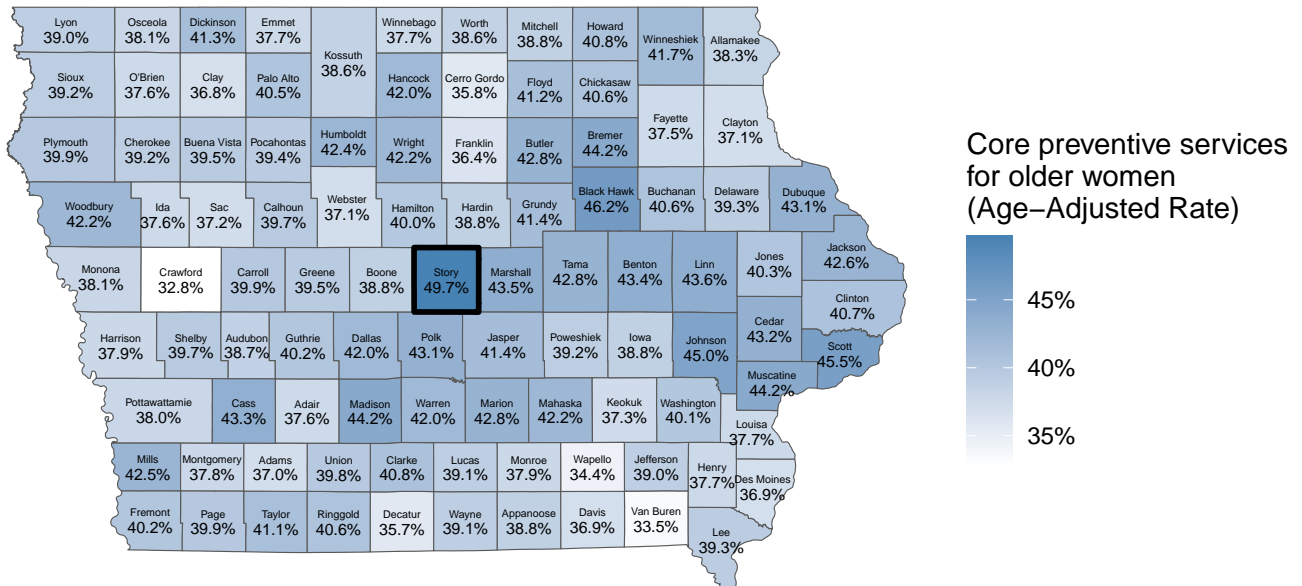 Lyon
39.0%
Osceola
38.1%
Dickinson
41.3%
Emmet
37.7%
Kossuth
38.6%
Winnebago
37.7%
Worth
38.6%
Mitchell
38.8%
Howard
40.8%
Winneshiek
41.7%
Allamakee
38.3%
Sioux
39.2%
O'Brien
37.6%
Clay
36.8%
Palo Alto
40.5%
Hancock
42.0%
Cerro Gordo
35.8%
Floyd
41.2%
Chickasaw
40.6%
Fayette
37.5%
Clayton
37.1%
Plymouth
39.9%
Cherokee
39.2%
Buena Vista
39.5%
Pocahontas
39.4%
Humboldt
42.4%
Wright
42.2%
Franklin
36.4%
Butler
42.8%
Bremer
44.2%
Woodbury
42.2%
Ida
37.6%
Sac
37.2%
Calhoun
39.7%
Webster
37.1%
Hamilton
40.0%
Hardin
38.8%
Grundy
41.4%
Black Hawk
46.2%
Buchanan
40.6%
Delaware
39.3%
Dubuque
43.1%
Monona
38.1%
Crawford
32.8%
Carroll
39.9%
Greene
39.5%
Boone
38.8%
Story
49.7%
Marshall
43.5%
Tama
42.8%
Benton
43.4%
Linn
43.6%
Jones
40.3%
Jackson
42.6%
Clinton
40.7%
Harrison
37.9%
Shelby
39.7%
Audubon
38.7%
Guthrie
40.2%
Dallas
42.0%
Polk
43.1%
Jasper
41.4%
Poweshiek
39.2%
Iowa
38.8%
Johnson
45.0%
Cedar
43.2%
Scott
45.5%
Muscatine
44.2%
Pottawattamie
38.0%
Cass
43.3%
Adair
37.6%
Madison
44.2%
Warren
42.0%
Marion
42.8%
Mahaska
42.2%
Keokuk
37.3%
Washington
40.1%
Louisa
37.7%
Mills
42.5%
Montgomery
37.8%
Adams
37.0%
Union
39.8%
Clarke
40.8%
Lucas
39.1%
Monroe
37.9%
Wapello
34.4%
Jefferson
39.0%
Henry
37.7%
Des Moines
36.9%
Fremont
40.2%
Page
39.9%
Taylor
41.1%
Ringgold
40.6%
Decatur
35.7%
Wayne
39.1%
Appanoose
38.8%
Davis
36.9%
Van Buren
33.5%
Lee
39.3%
Core preventive services
for older women
(Age−Adjusted Rate)
45%
40%
35%